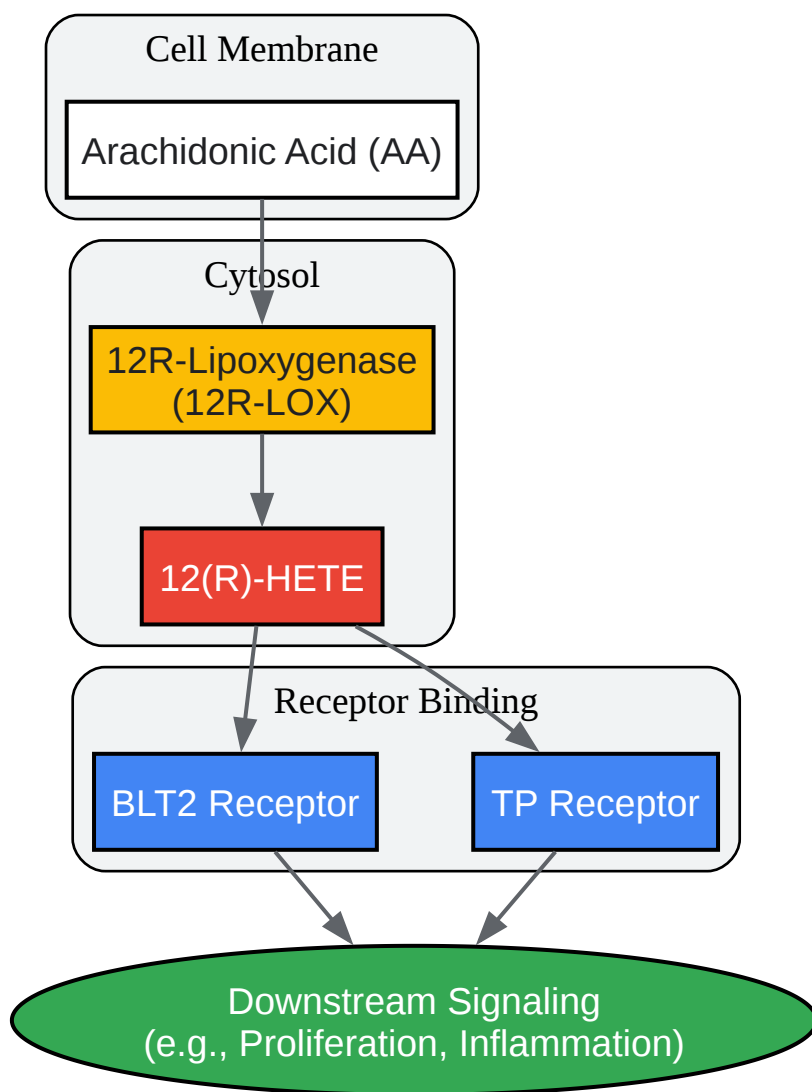 Cell Membrane
Arachidonic Acid (AA)
Cytosol
12R-Lipoxygenase
(12R-LOX)
12(R)-HETE
Receptor Binding
BLT2 Receptor
TP Receptor
Downstream Signaling
(e.g., Proliferation, Inflammation)